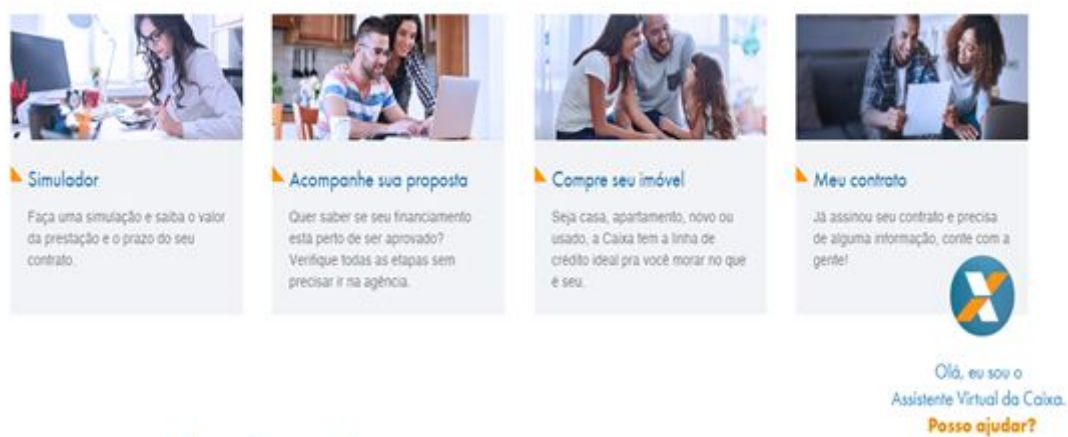 Simulador
Faça uma simulação e saiba o valor
da prestação e o prazo do seu
contrato.
Acompanhe sua proposta
Quer saber se seu financiamento
está perto de ser aprovado?
Verifique todas as etapas sem
precisar ir na agência.
Compre seu imóvel
Seja casa, apartamento, novo ou
usado, a Caixa tem a linha de
crédito ideal pra você morar no que
é seu.
Meu contrato
Já assinou seu contrato e precisa
de alguma informação, conte com a
gente!
Olá, eu sou o
Assistente Virtual da Caixa.
Posso ajudar?